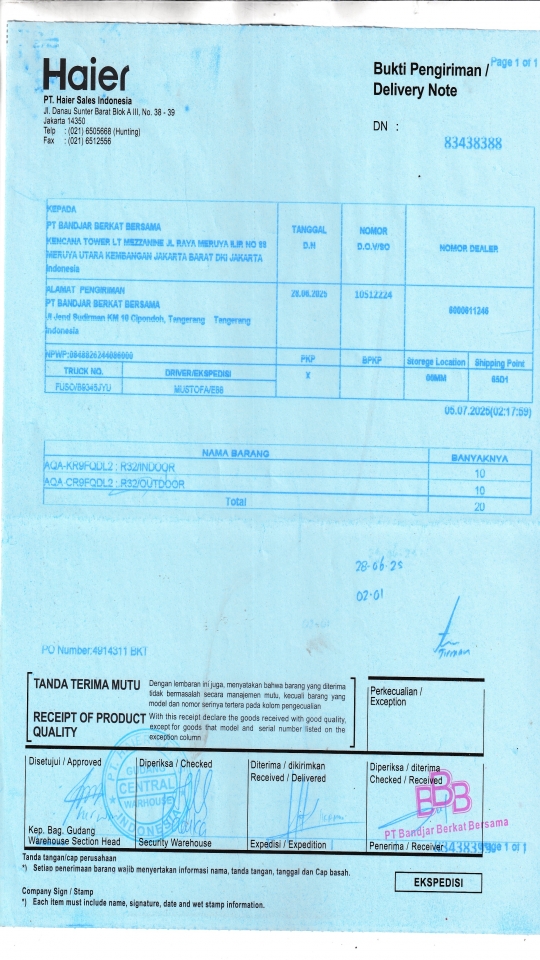 Page 1 of 1
Haier
Bukti Pengiriman /
Delivery Note
PT. Haier Sales Indonesia
Jl. Danau Sunter Barat Blok A III, No. 38 - 39
Jakarta 14350
Telp : (021) 6505668 (Hunting)
Fax : (021) 6512556
DN :
83438388
KEPADA
PT BANDJAR BERKAT BERSAMA
KENCANA TOWER LT MEZZANINE JL RAYA MERUYA ILIR NO 88
MERUYA UTARA KEMBANGAN JAKARTA BARAT DKI JAKARTA
Indonesia
TANGGAL
D.N
NOMOR
D.O.V/SO
NOMOR DEALER
ALAMAT PENGIRIMAN
PT BANDJAR BERKAT BERSAMA
Jl Jend Sudirman KM 10 Cipondoh, Tangerang Tangerang
Indonesia
28.06.2025
10512224
PKP
BPKP
Storege Location
Shipping Point
TRUCK NO.
DRIVER/EKSPEDISI
X
65D1
FUSO/B9345JYU
MUSTOFA/E98
05.07.2025(02:17:59)
NAMA BARANG
BANYAKNYA
AQA-KR9FQDL2 : R32/INDOOR
10
AQA-CR9FQDL2 : R32/OUTDOOR
10
Total
20
28-06-25
02-01
Firman
PO Number:4914311 BKT
TANDA TERIMA MUTU
Dengan lembaran ini juga, menyatakan bahwa barang yang diterima
tidak bermasalah secara manajemen mutu, kecuali barang yang
model dan nomor serinya tertera pada kolom pengecualian
RECEIPT OF PRODUCT
QUALITY
With this receipt declare the goods received with good quality,
except for goods that model and serial number listed on the
exception column
Perkecualian /
Exception
Disetujui / Approved
Diperiksa / Checked
Diterima / dikirimkan
Received / Delivered
Diperiksa / diterima
Checked / Received
GUDANG
CENTRAL
WAREHOUSE
INDONESIA
BBB
PT Bandjar Berkat Bersama
Kep. Bag. Gudang
Warehouse Section Head
Security Warehouse
Expedisi / Expedition
Penerima / Receiver
Tanda tangan/cap perusahaan
*) Setiap penerimaan barang wajib menyertakan informasi nama, tanda tangan, tanggal dan Cap basah.
EKSPEDISI
Company Sign / Stamp
*) Each item must include name, signature, date and wet stamp information.